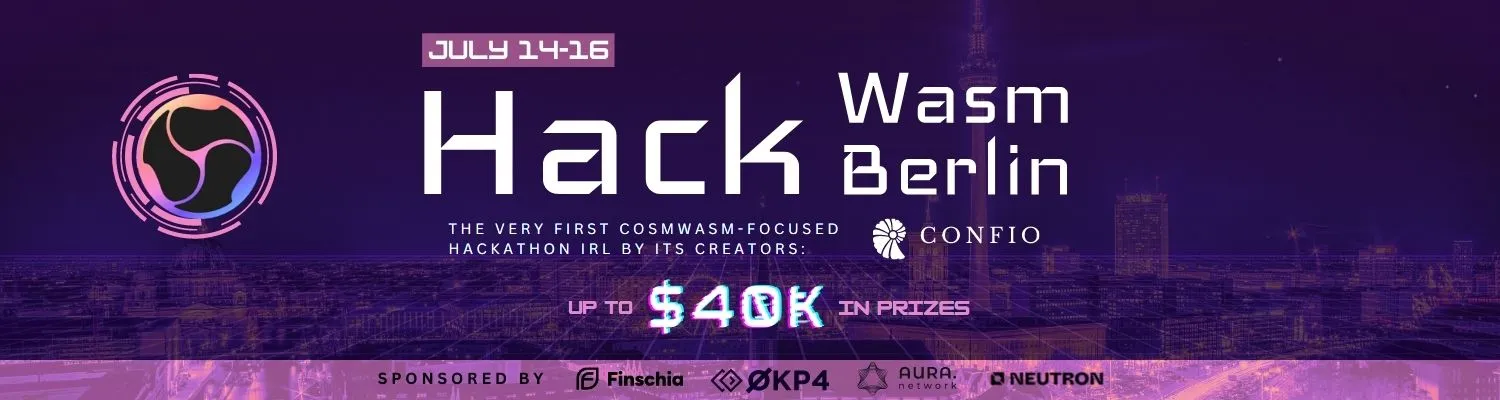 JULY 14-16
Hack Wasm
Berlin
THE VERY FIRST COSMWASM-FOCUSED
HACKATHON IRL BY ITS CREATORS:
CONFIO
UP TO $40K IN PRIZES
SPONSORED BY Finschia ØKP4 AURA. network NEUTRON